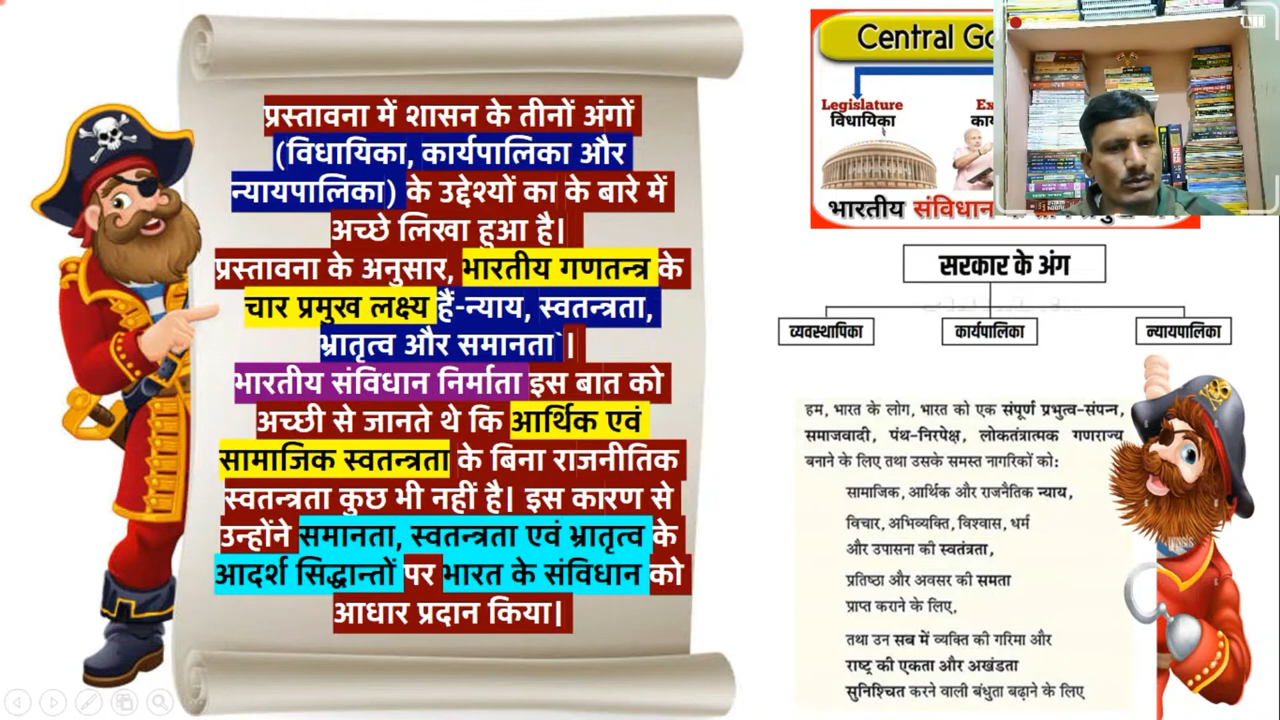 प्रस्तावना में शासन के तीनों अंगों
(विधायिका, कार्यपालिका और
न्यायपालिका) के उद्देश्यों का के बारे में
अच्छे लिखा हुआ है|
प्रस्तावना के अनुसार, भारतीय गणतन्त्र के
चार प्रमुख लक्ष्य हैं-न्याय, स्वतन्त्रता,
भ्रातृत्व और समानता`|
भारतीय संविधान निर्माता इस बात को
अच्छी से जानते थे कि आर्थिक एवं
सामाजिक स्वतन्त्रता के बिना राजनीतिक
स्वतन्त्रता कुछ भी नहीं है| इस कारण से
उन्होंने समानता, स्वतन्त्रता एवं भ्रातृत्व के
आदर्श सिद्धान्तों पर भारत के संविधान को
आधार प्रदान किया|
Central
Legislature
विधायिका
भारतीय संविधान
सरकार के अंग
व्यवस्थापिका
कार्यपालिका
न्यायपालिका
हम, भारत के लोग, भारत को एक संपूर्ण प्रभुत्व-संपन्न,
समाजवादी, पंथ-निरपेक्ष, लोकतंत्रात्मक गणराज्य
बनाने के लिए तथा उसके समस्त नागरिकों को:
सामाजिक, आर्थिक और राजनैतिक न्याय,
विचार, अभिव्यक्ति, विश्वास, धर्म
और उपासना की स्वतंत्रता,
प्रतिष्ठा और अवसर की समता
प्राप्त कराने के लिए,
तथा उन सब में व्यक्ति की गरिमा और
राष्ट्र की एकता और अखंडता
सुनिश्चित करने वाली बंधुता बढ़ाने के लिए